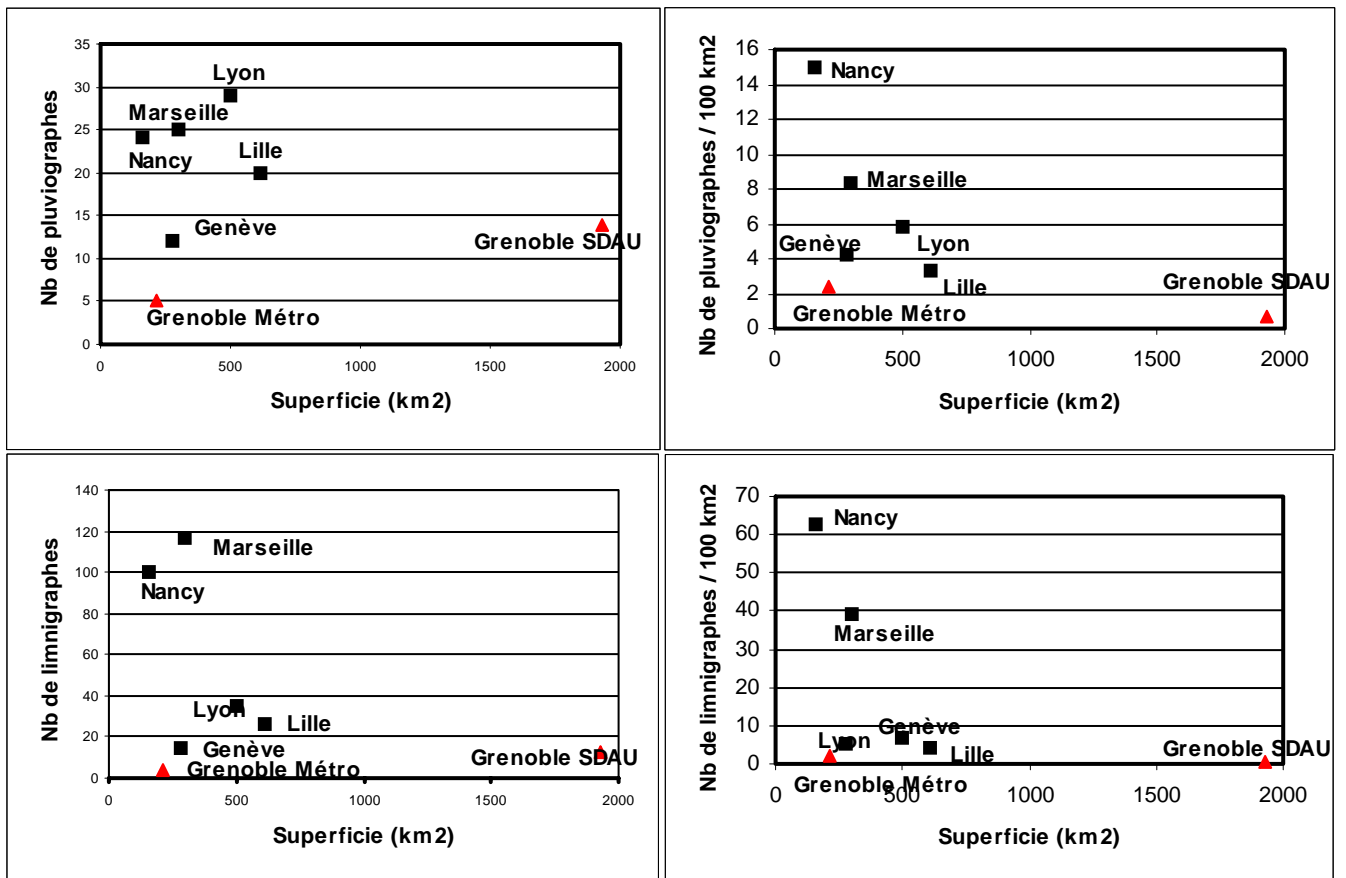 Nb de pluviographes
35
30
25
20
15
10
5
0
Lyon
Marseille
Nancy
Lille
Genève
Grenoble SDAU
Grenoble Métro
0 500 1000 1500 2000
Superficie (km2)
Nb de pluviographes / 100 km2
16
14
12
10
8
6
4
2
0
Nancy
Marseille
Genève
Lyon
Lille
Grenoble SDAU
Grenoble Métro
0 500 1000 1500 2000
Superficie (km2)
Nb de limnigraphes
140
120
100
80
60
40
20
0
Marseille
Nancy
Lyon
Lille
Genève
Grenoble SDAU
Grenoble Métro
0 500 1000 1500 2000
Superficie (km2)
Nb de limnigraphes / 100 km2
70
60
50
40
30
20
10
0
Nancy
Marseille
Genève
Lyon
Lille
Grenoble SDAU
Grenoble Métro
0 500 1000 1500 2000
Superficie (km2)